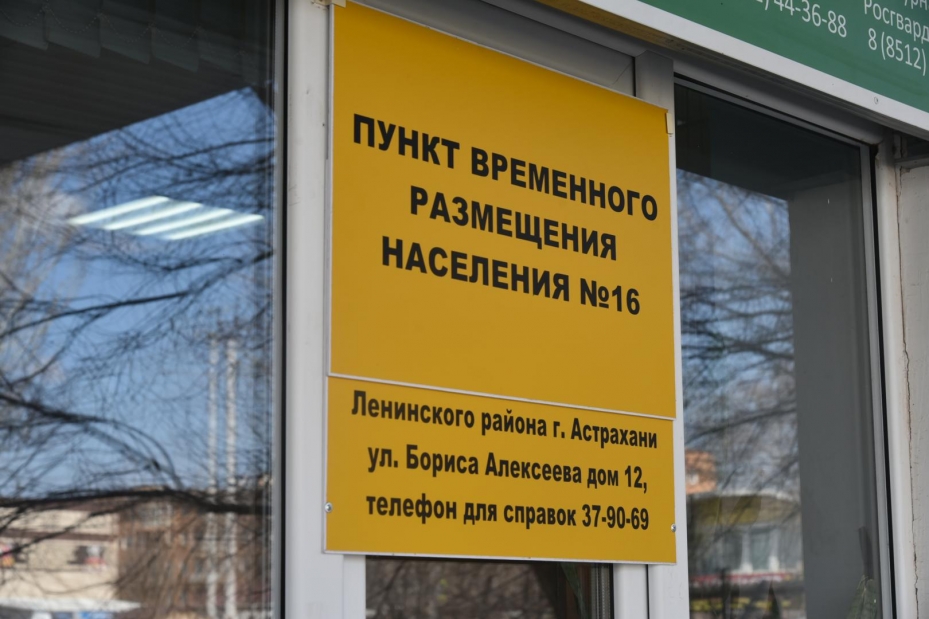 44-36-88
Росгвард
8 (8512)
ПУНКТ ВРЕМЕННОГО
РАЗМЕЩЕНИЯ
НАСЕЛЕНИЯ №16
Ленинского района г. Астрахани
ул. Бориса Алексеева дом 12,
телефон для справок 37-90-69